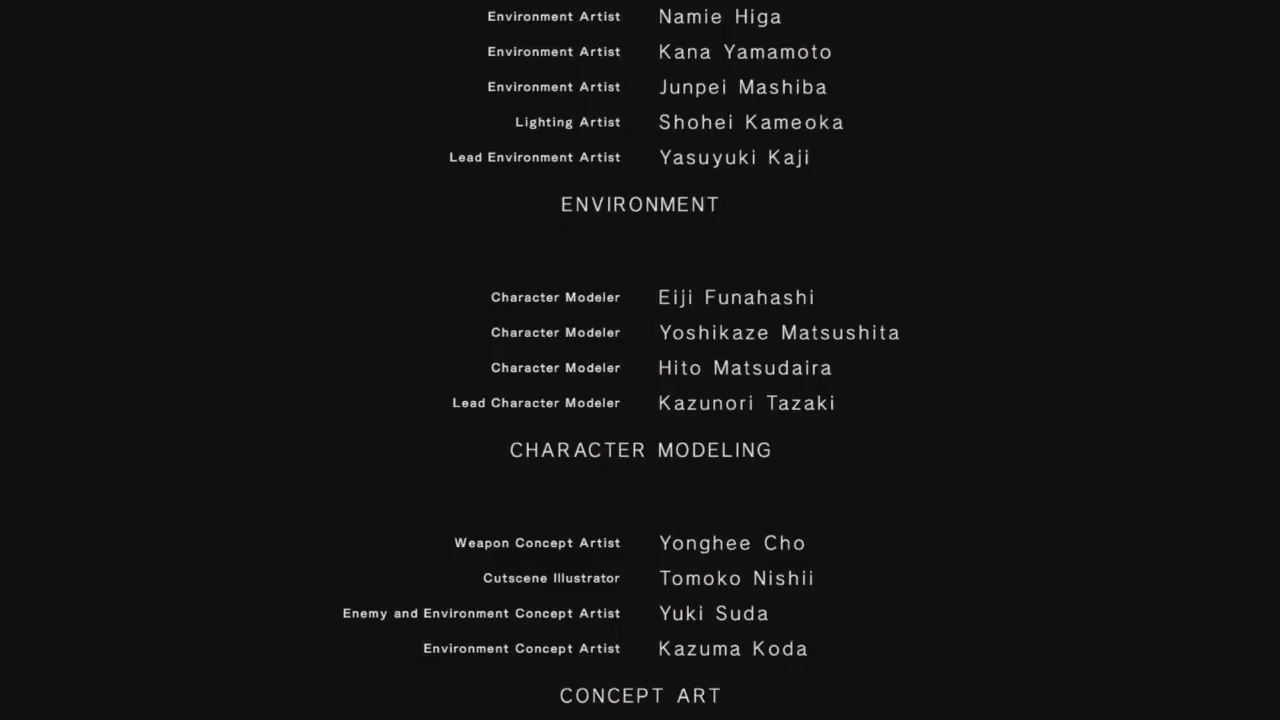 Environment Artist Namie Higa
Environment Artist Kana Yamamoto
Environment Artist Junpei Mashiba
Lighting Artist Shohei Kameoka
Lead Environment Artist Yasuyuki Kaji
ENVIRONMENT
Character Modeler Eiji Funahashi
Character Modeler Yoshikaze Matsushita
Character Modeler Hito Matsudaira
Lead Character Modeler Kazunori Tazaki
CHARACTER MODELING
Weapon Concept Artist Yonghee Cho
Cutscene Illustrator Tomoko Nishii
Enemy and Environment Concept Artist Yuki Suda
Environment Concept Artist Kazuma Koda
CONCEPT ART